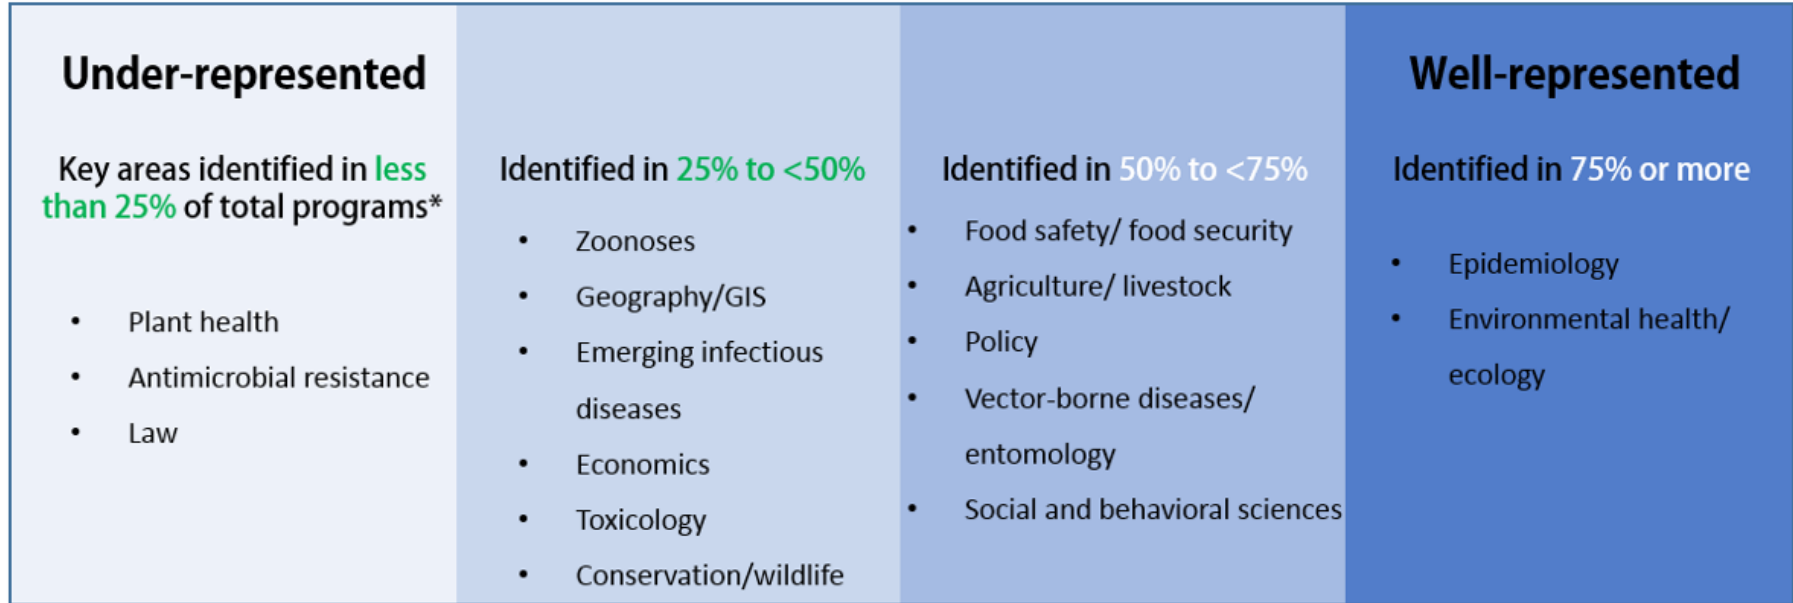 Under-represented
Key areas identified in less
than 25% of total programs*
• Plant health
• Antimicrobial resistance
• Law
Identified in 25% to <50%
• Zoonoses
• Geography/GIS
• Emerging infectious
diseases
• Economics
• Toxicology
• Conservation/wildlife
Identified in 50% to <75%
• Food safety/ food security
• Agriculture/ livestock
• Policy
• Vector-borne diseases/
entomology
• Social and behavioral sciences
Well-represented
Identified in 75% or more
• Epidemiology
• Environmental health/
ecology